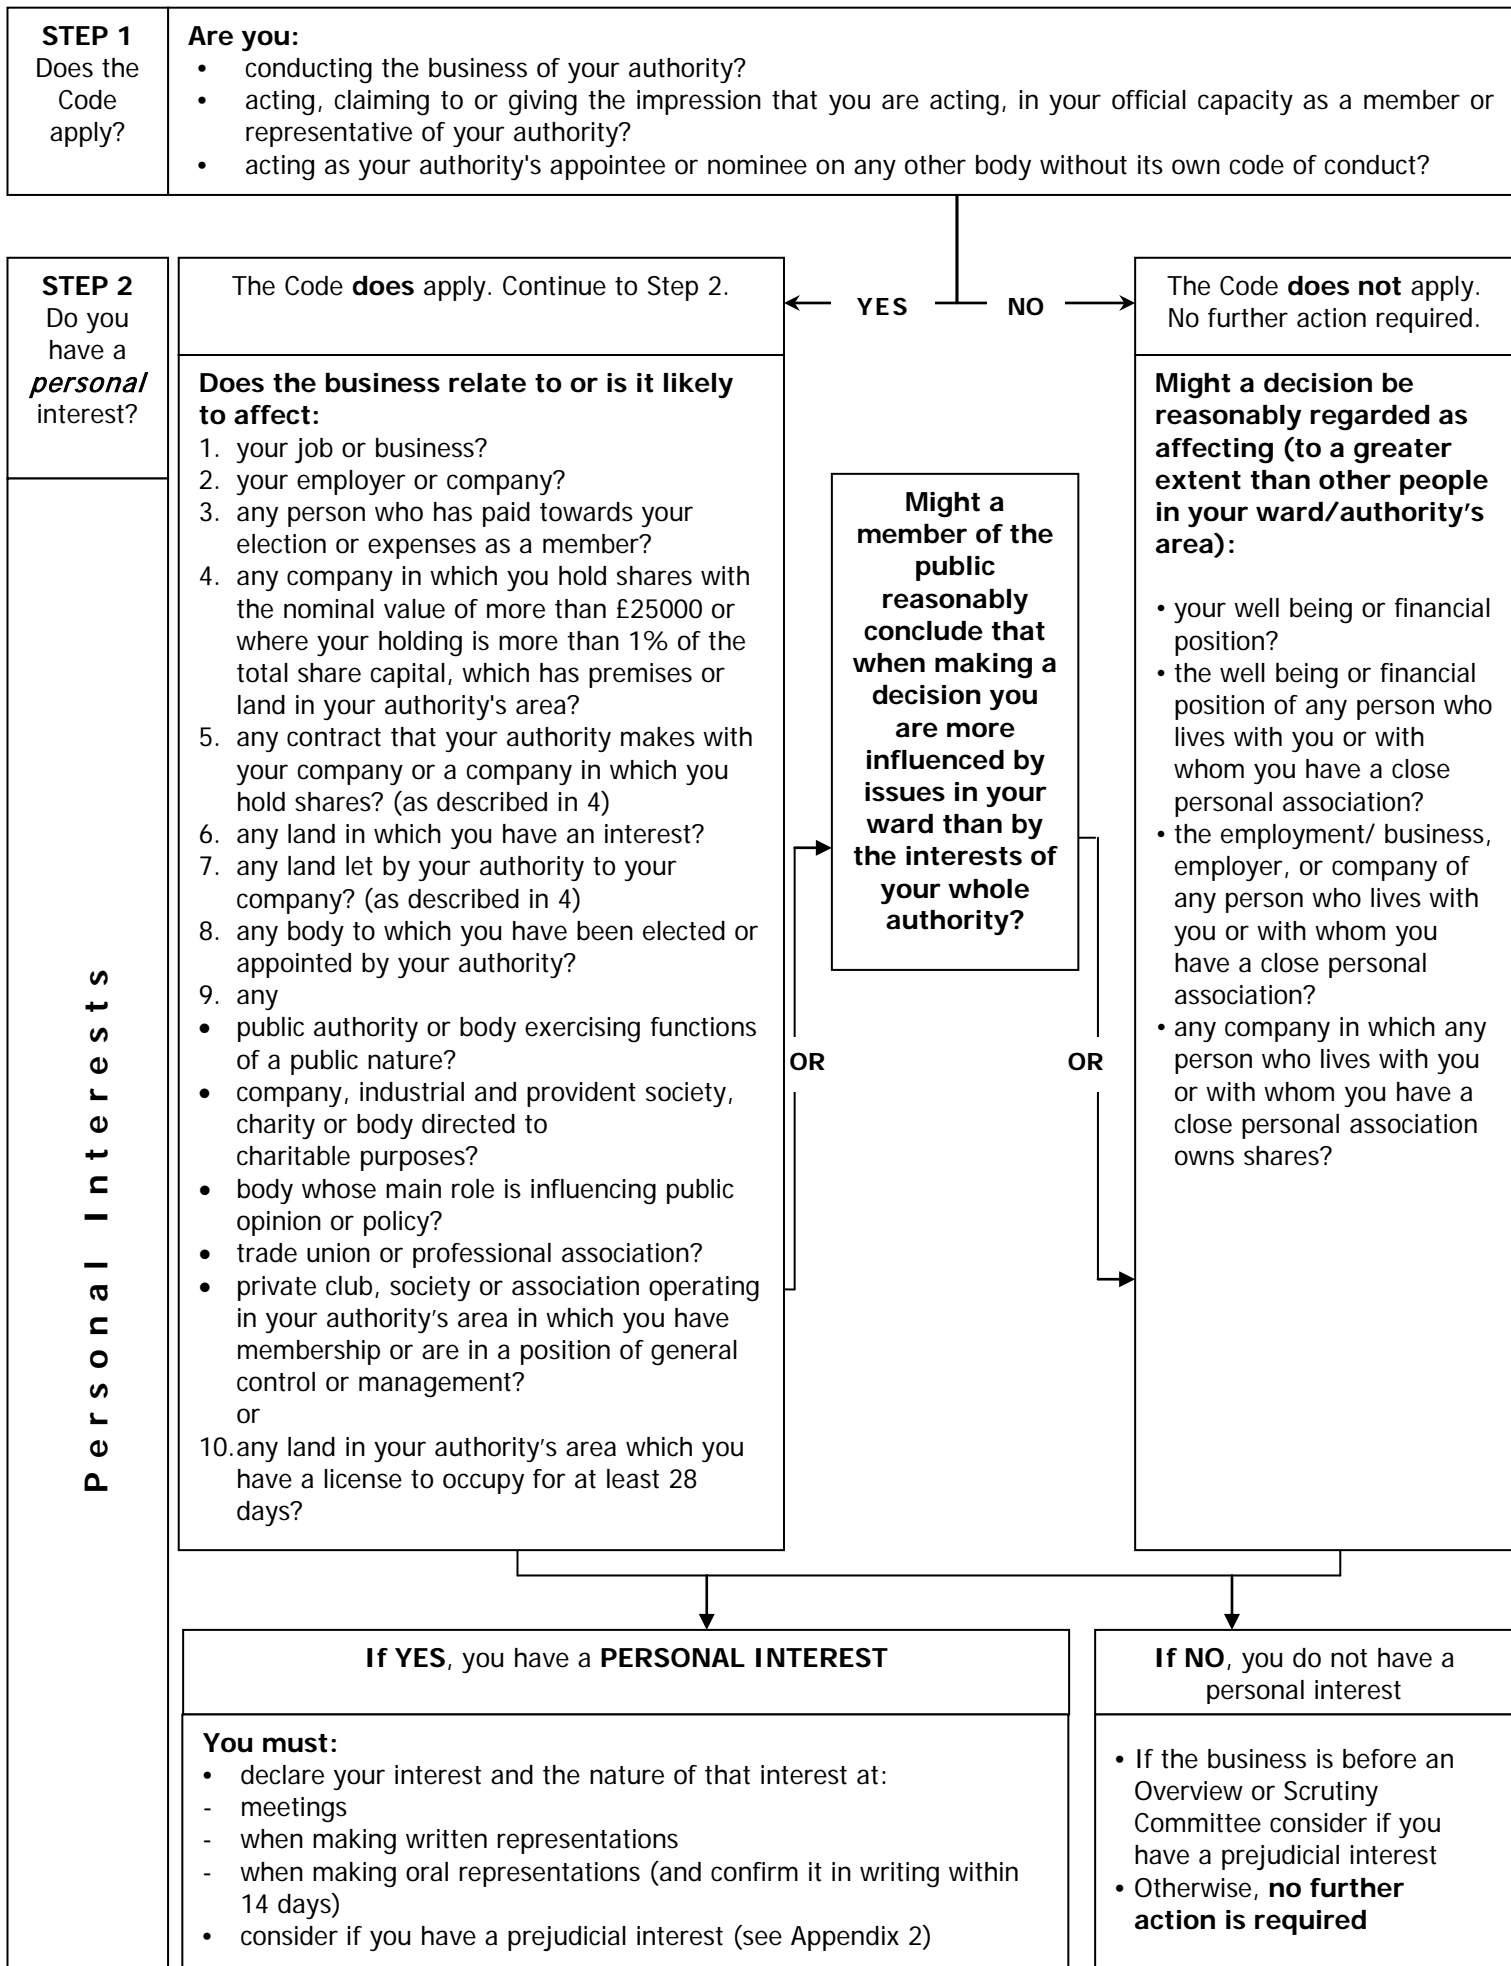 STEP 1
Does the
Code
apply?
Are you:
• conducting the business of your authority?
• acting, claiming to or giving the impression that you are acting, in your official capacity as a member or
representative of your authority?
• acting as your authority's appointee or nominee on any other body without its own code of conduct?
STEP 2
Do you
have a
personal
interest?
The Code does apply. Continue to Step 2.
YES
NO
The Code does not apply.
No further action required.
Personal Interests
Does the business relate to or is it likely
to affect:
1. your job or business?
2. your employer or company?
3. any person who has paid towards your
election or expenses as a member?
4. any company in which you hold shares with
the nominal value of more than £25000 or
where your holding is more than 1% of the
total share capital, which has premises or
land in your authority's area?
5. any contract that your authority makes with
your company or a company in which you
hold shares? (as described in 4)
6. any land in which you have an interest?
7. any land let by your authority to your
company? (as described in 4)
8. any body to which you have been elected or
appointed by your authority?
9. any
• public authority or body exercising functions
of a public nature?
• company, industrial and provident society,
charity or body directed to
charitable purposes?
• body whose main role is influencing public
opinion or policy?
• trade union or professional association?
• private club, society or association operating
in your authority's area in which you have
membership or are in a position of general
control or management?
or
10. any land in your authority's area which you
have a license to occupy for at least 28
days?
OR
Might a
member of the
public
reasonably
conclude that
when making a
decision you
are more
influenced by
issues in your
ward than by
the interests of
your whole
authority?
OR
Might a decision be
reasonably regarded as
affecting (to a greater
extent than other people
in your ward/authority's
area):
• your well being or financial
position?
• the well being or financial
position of any person who
lives with you or with
whom you have a close
personal association?
• the employment/ business,
employer, or company of
any person who lives with
you or with whom you
have a close personal
association?
• any company in which any
person who lives with you
or with whom you have a
close personal association
owns shares?
If YES, you have a PERSONAL INTEREST
You must:
• declare your interest and the nature of that interest at:
- meetings
- when making written representations
- when making oral representations (and confirm it in writing within
14 days)
• consider if you have a prejudicial interest (see Appendix 2)
If NO, you do not have a
personal interest
• If the business is before an
Overview or Scrutiny
Committee consider if you
have a prejudicial interest
• Otherwise, no further
action is required